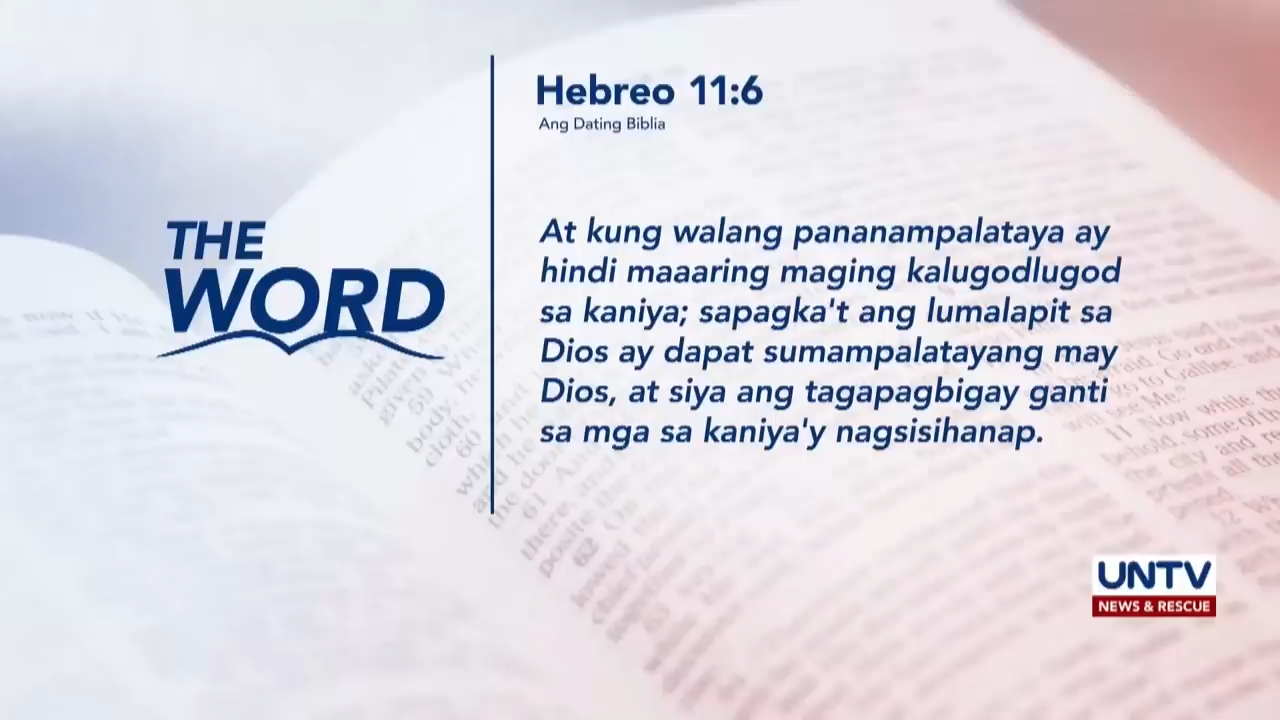 THE
WORD
Hebreo 11:6
Ang Dating Biblia
At kung walang pananampalataya ay
hindi maaaring maging kalugodlugod
sa kaniya; sapagka't ang lumalapit sa
Dios ay dapat sumampalatayang may
Dios, at siya ang tagapagbigay ganti
sa mga sa kaniya'y nagsisihanap.
UNTV
NEWS & RESCUE